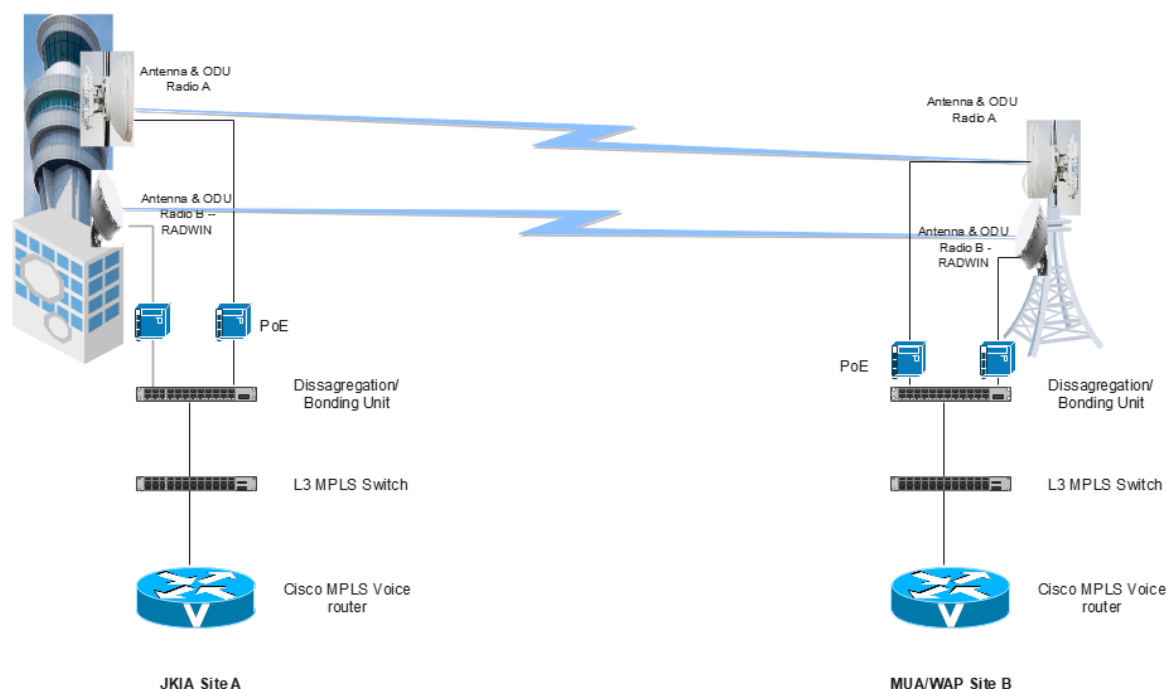 Antenna & ODU
Radio A
Antenna & ODU
Radio A
Antenna & ODU
Radio B --
RADWIN
Antenna & ODU
Radio B -
RADWIN
PoE
PoE
Dissagregation/
Bonding Unit
Dissagregation/
Bonding Unit
L3 MPLS Switch
L3 MPLS Switch
Cisco MPLS Voice
router
Cisco MPLS Voice
router
V
V
JKIA Site A
MUA/WAP Site B